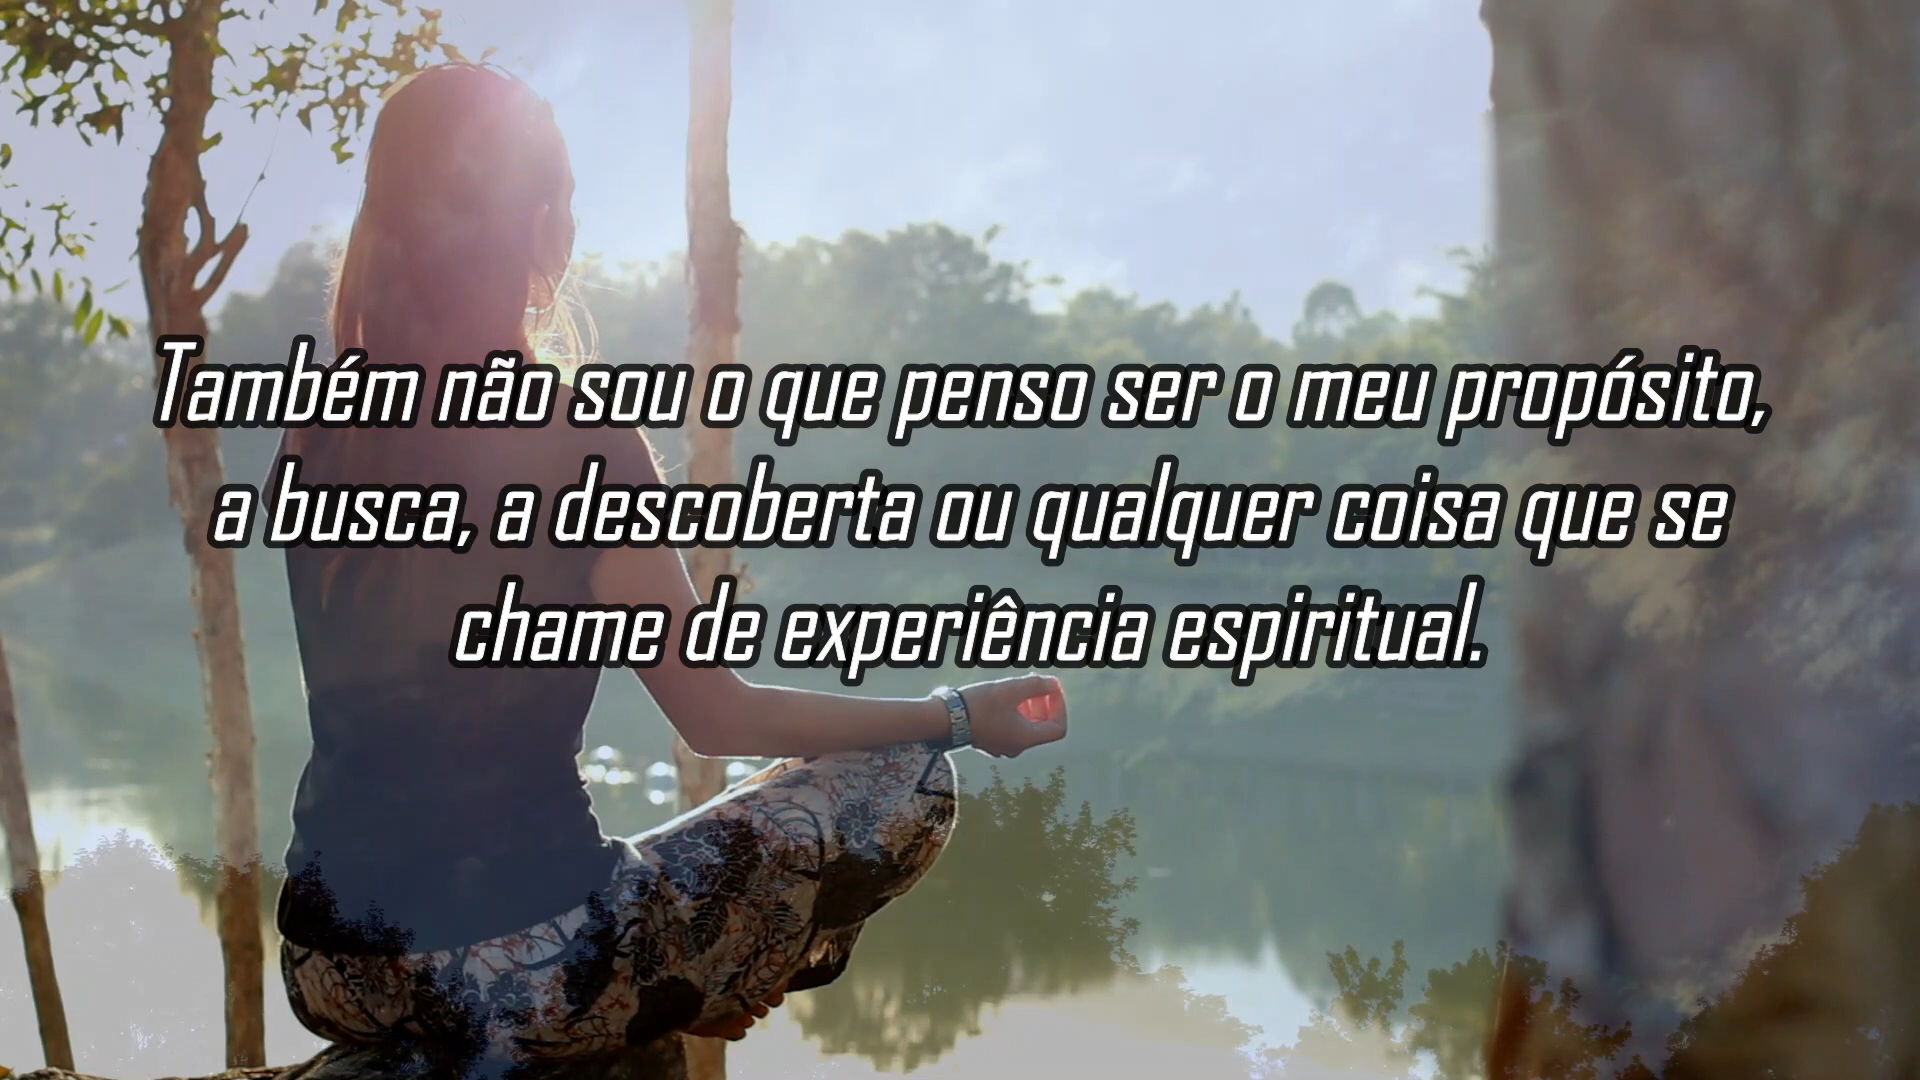 Também não sou o que penso ser o meu propósito,
a busca, a descoberta ou qualquer coisa que se
chame de experiência espiritual.